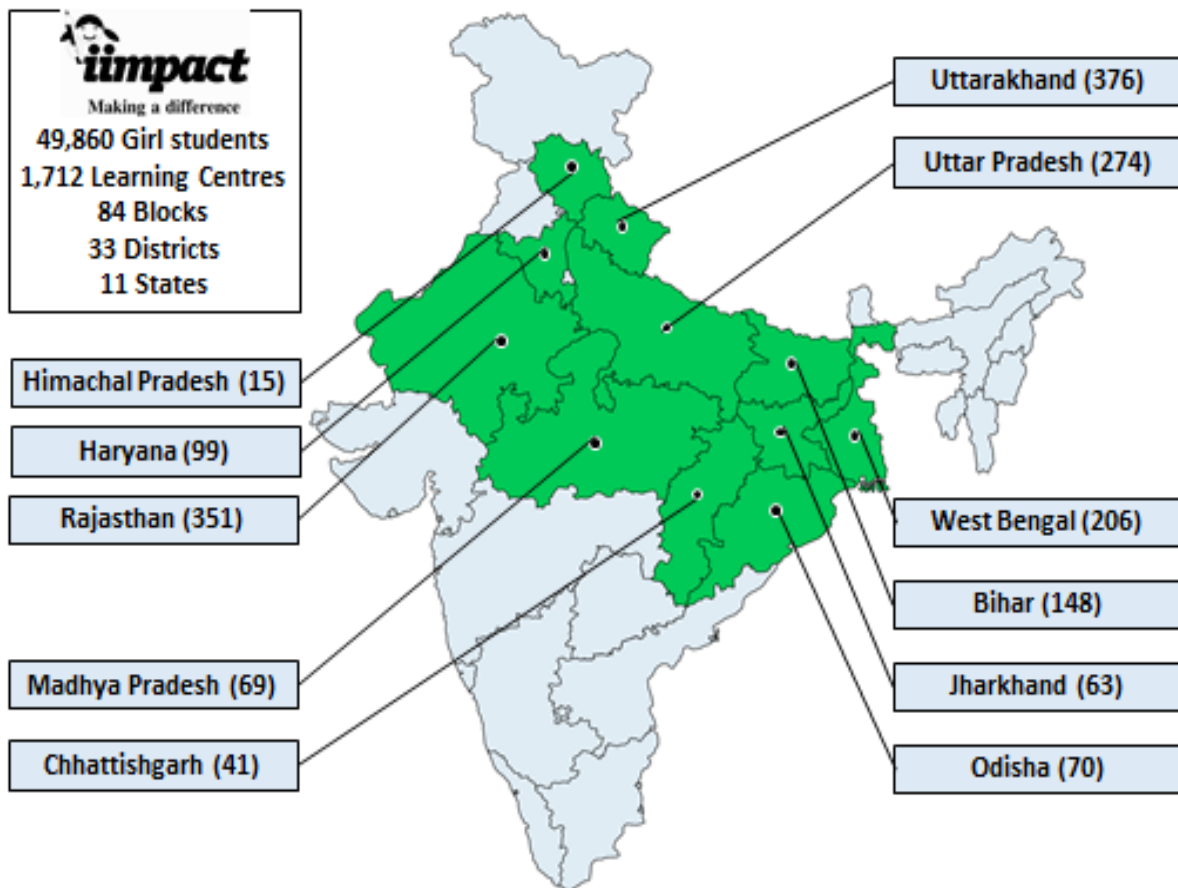 iimpact
Making a difference
49,860 Girl students
1,712 Learning Centres
84 Blocks
33 Districts
11 States
Himachal Pradesh (15)
Haryana (99)
Rajasthan (351)
Madhya Pradesh (69)
Chhattishgarh (41)
Uttarakhand (376)
Uttar Pradesh (274)
West Bengal (206)
Bihar (148)
Jharkhand (63)
Odisha (70)